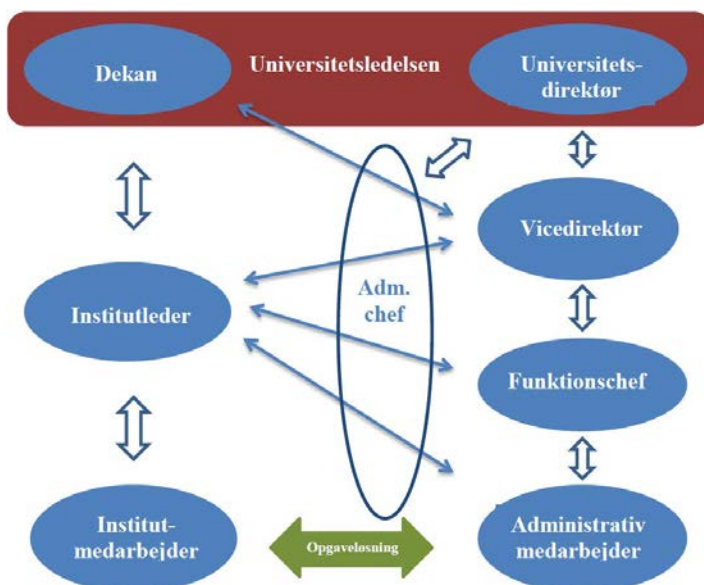 Dekan
Universitetsledelsen
Universitets-
direktør
Vicedirektør
Adm.
chef
Institutleder
Funktionschef
Institut-
medarbejder
Opgaveløsning
Administrativ
medarbejder